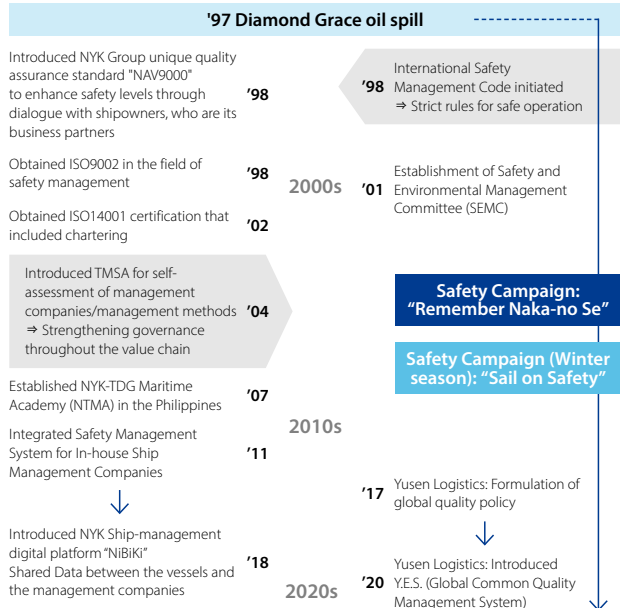 '97 Diamond Grace oil spill
Introduced NYK Group unique quality
assurance standard "NAV9000"
to enhance safety levels through
dialogue with shipowners, who are its
business partners
’98
’98
International Safety
Management Code initiated
⇒ Strict rules for safe operation
Obtained ISO9002 in the field of
safety management
’98
2000s
’01
Establishment of Safety and
Environmental Management
Committee (SEMC)
Obtained ISO14001 certification that
included chartering
’02
Introduced TMSA for self-
assessment of management
companies/management methods
⇒ Strengthening governance
throughout the value chain
’04
Safety Campaign:
“Remember Naka-no Se”
Safety Campaign (Winter
season): “Sail on Safety”
Established NYK-TDG Maritime
Academy (NTMA) in the Philippines
’07
2010s
Integrated Safety Management
System for In-house Ship
Management Companies
’11
’17
Yusen Logistics: Formulation of
global quality policy
Introduced NYK Ship-management
digital platform “NiBiKi”
Shared Data between the vessels and
the management companies
’18
2020s
’20
Yusen Logistics: Introduced
Y.E.S. (Global Common Quality
Management System)